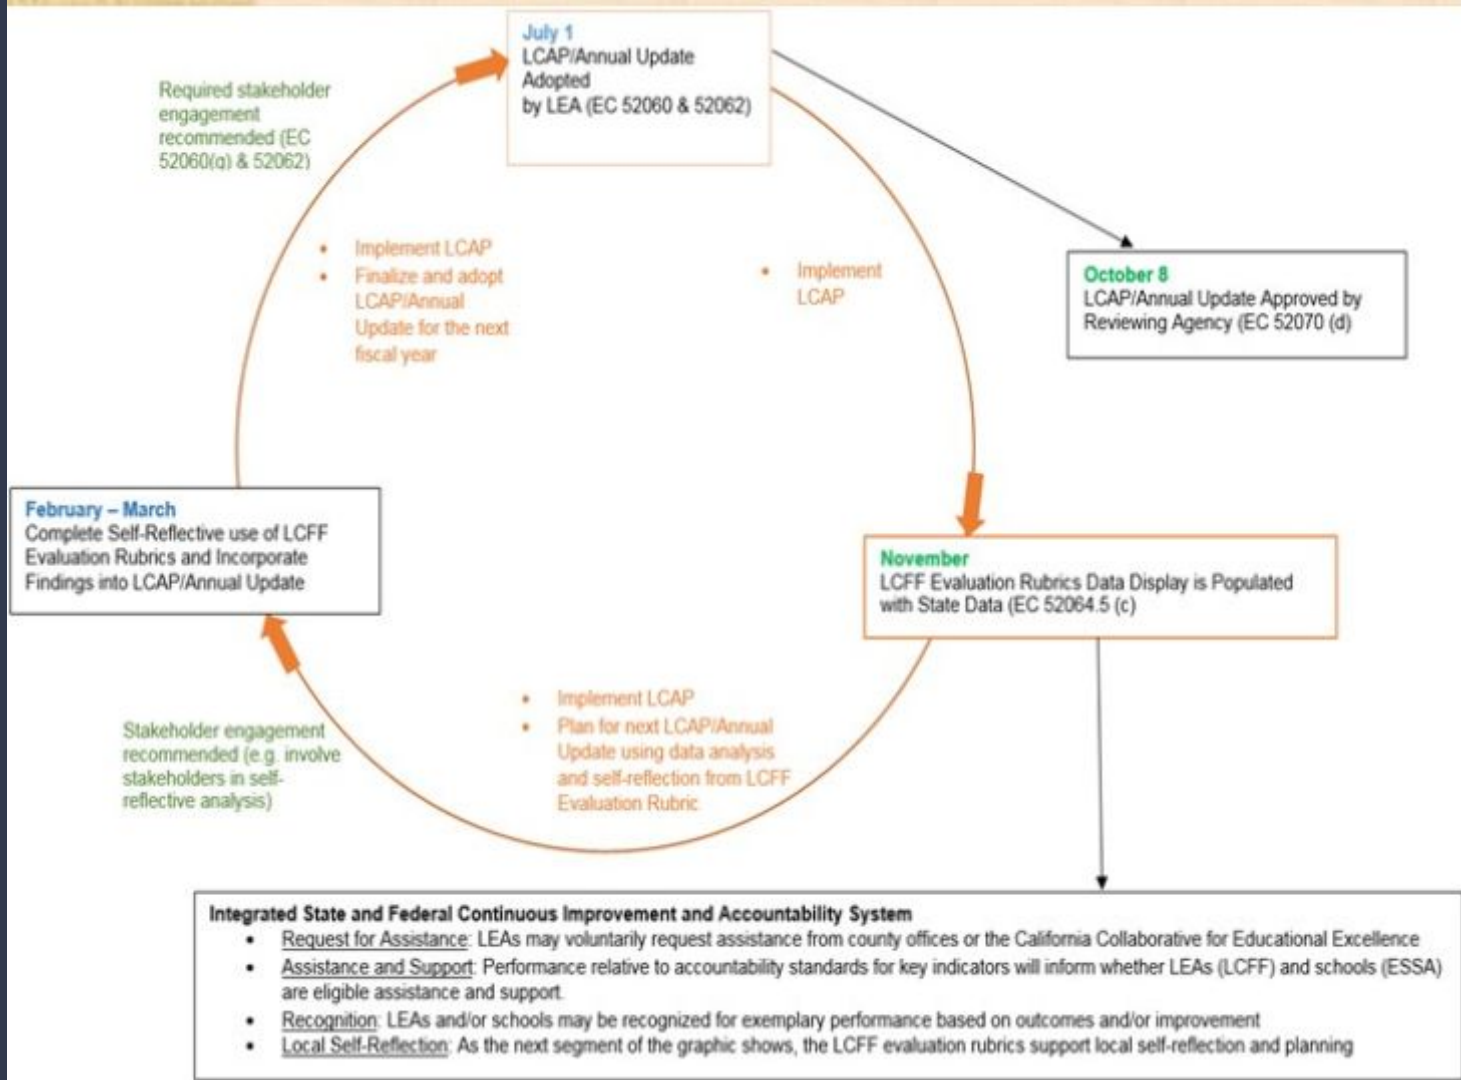 July 1
LCAP/Annual Update
Adopted
by LEA (EC 52060 & 52062)
Required stakeholder
engagement
recommended (EC
52060(g) & 52062)
• Implement LCAP
• Finalize and adopt
LCAP/Annual
Update for the next
fiscal year
• Implement
LCAP
October 8
LCAP/Annual Update Approved by
Reviewing Agency (EC 52070 (d)
February – March
Complete Self-Reflective use of LCFF
Evaluation Rubrics and Incorporate
Findings into LCAP/Annual Update
November
LCFF Evaluation Rubrics Data Display is Populated
with State Data (EC 52064.5 (c)
Stakeholder engagement
recommended (e.g. involve
stakeholders in self-
reflective analysis)
• Implement LCAP
• Plan for next LCAP/Annual
Update using data analysis
and self-reflection from LCFF
Evaluation Rubric
Integrated State and Federal Continuous Improvement and Accountability System
• Request for Assistance: LEAs may voluntarily request assistance from county offices or the California Collaborative for Educational Excellence
• Assistance and Support: Performance relative to accountability standards for key indicators will inform whether LEAs (LCFF) and schools (ESSA)
are eligible assistance and support.
• Recognition: LEAs and/or schools may be recognized for exemplary performance based on outcomes and/or improvement
• Local Self-Reflection: As the next segment of the graphic shows, the LCFF evaluation rubrics support local self-reflection and planning